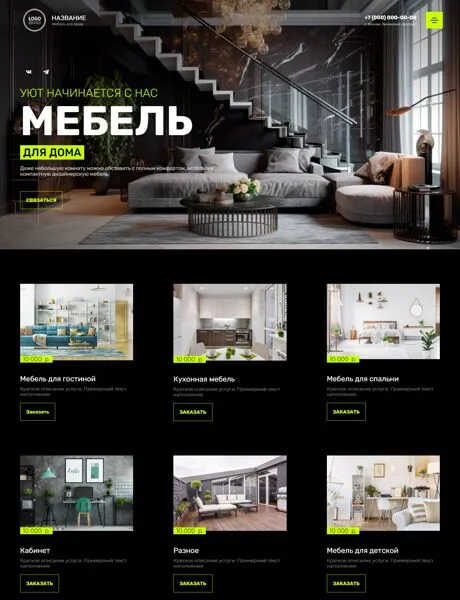 LOGO
BRAND
НАЗВАНИЕ
Мебель для дома
+7 (000) 000-00-00
УЮТ НАЧИНАЕТСЯ С НАС
МЕБЕЛЬ
ДЛЯ ДОМА
Даже небольшую комнату можно обставить с полным комфортом, используя
компактную дизайнерскую мебель.
СВЯЗАТЬСЯ
10 000 р.
10 000 р.
10 000 р.
Мебель для гостиной
Кухонная мебель
Мебель для спальни
Краткое описание услуги. Примерный текст
наполнения
Краткое описание услуги. Примерный текст
наполнения
Краткое описание услуги. Примерный текст
наполнения
Заказать
ЗАКАЗАТЬ
ЗАКАЗАТЬ
10 000 р.
10 000 р.
10 000 р.
Кабинет
Разное
Мебель для детской
Краткое описание услуги. Примерный текст
наполнения
Краткое описание услуги. Примерный текст
наполнения
Краткое описание услуги. Примерный текст
наполнения
ЗАКАЗАТЬ
ЗАКАЗАТЬ
ЗАКАЗАТЬ